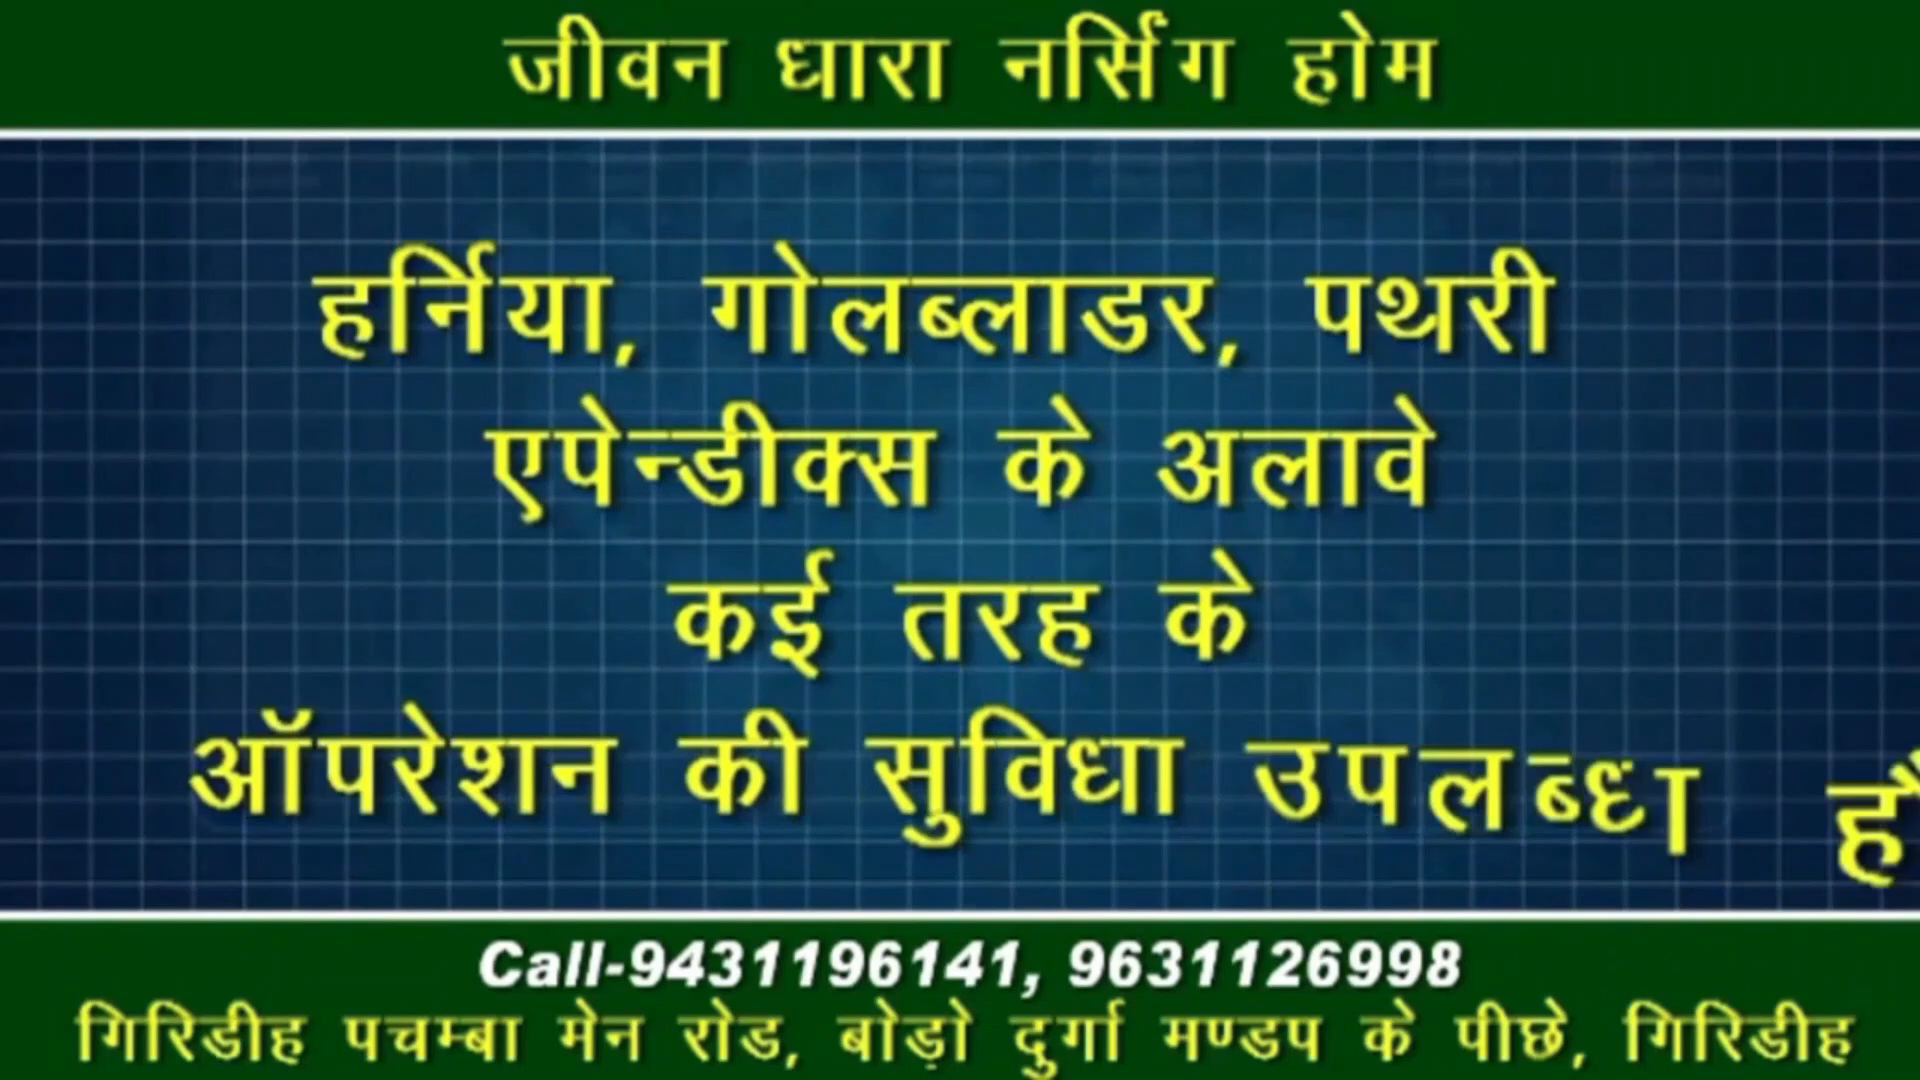 जीवन धारा नर्सिंग होम
हर्निया, गोलब्लाडर, पथरी
एपेन्डीक्स के अलावे
कई तरह के
ऑपरेशन की सुविधा उपलब्ध है
Call-9431196141, 9631126998
गिरिडीह पचम्बा मेन रोड, बोड़ो दुर्गा मण्डप के पीछे, गिरिडीह